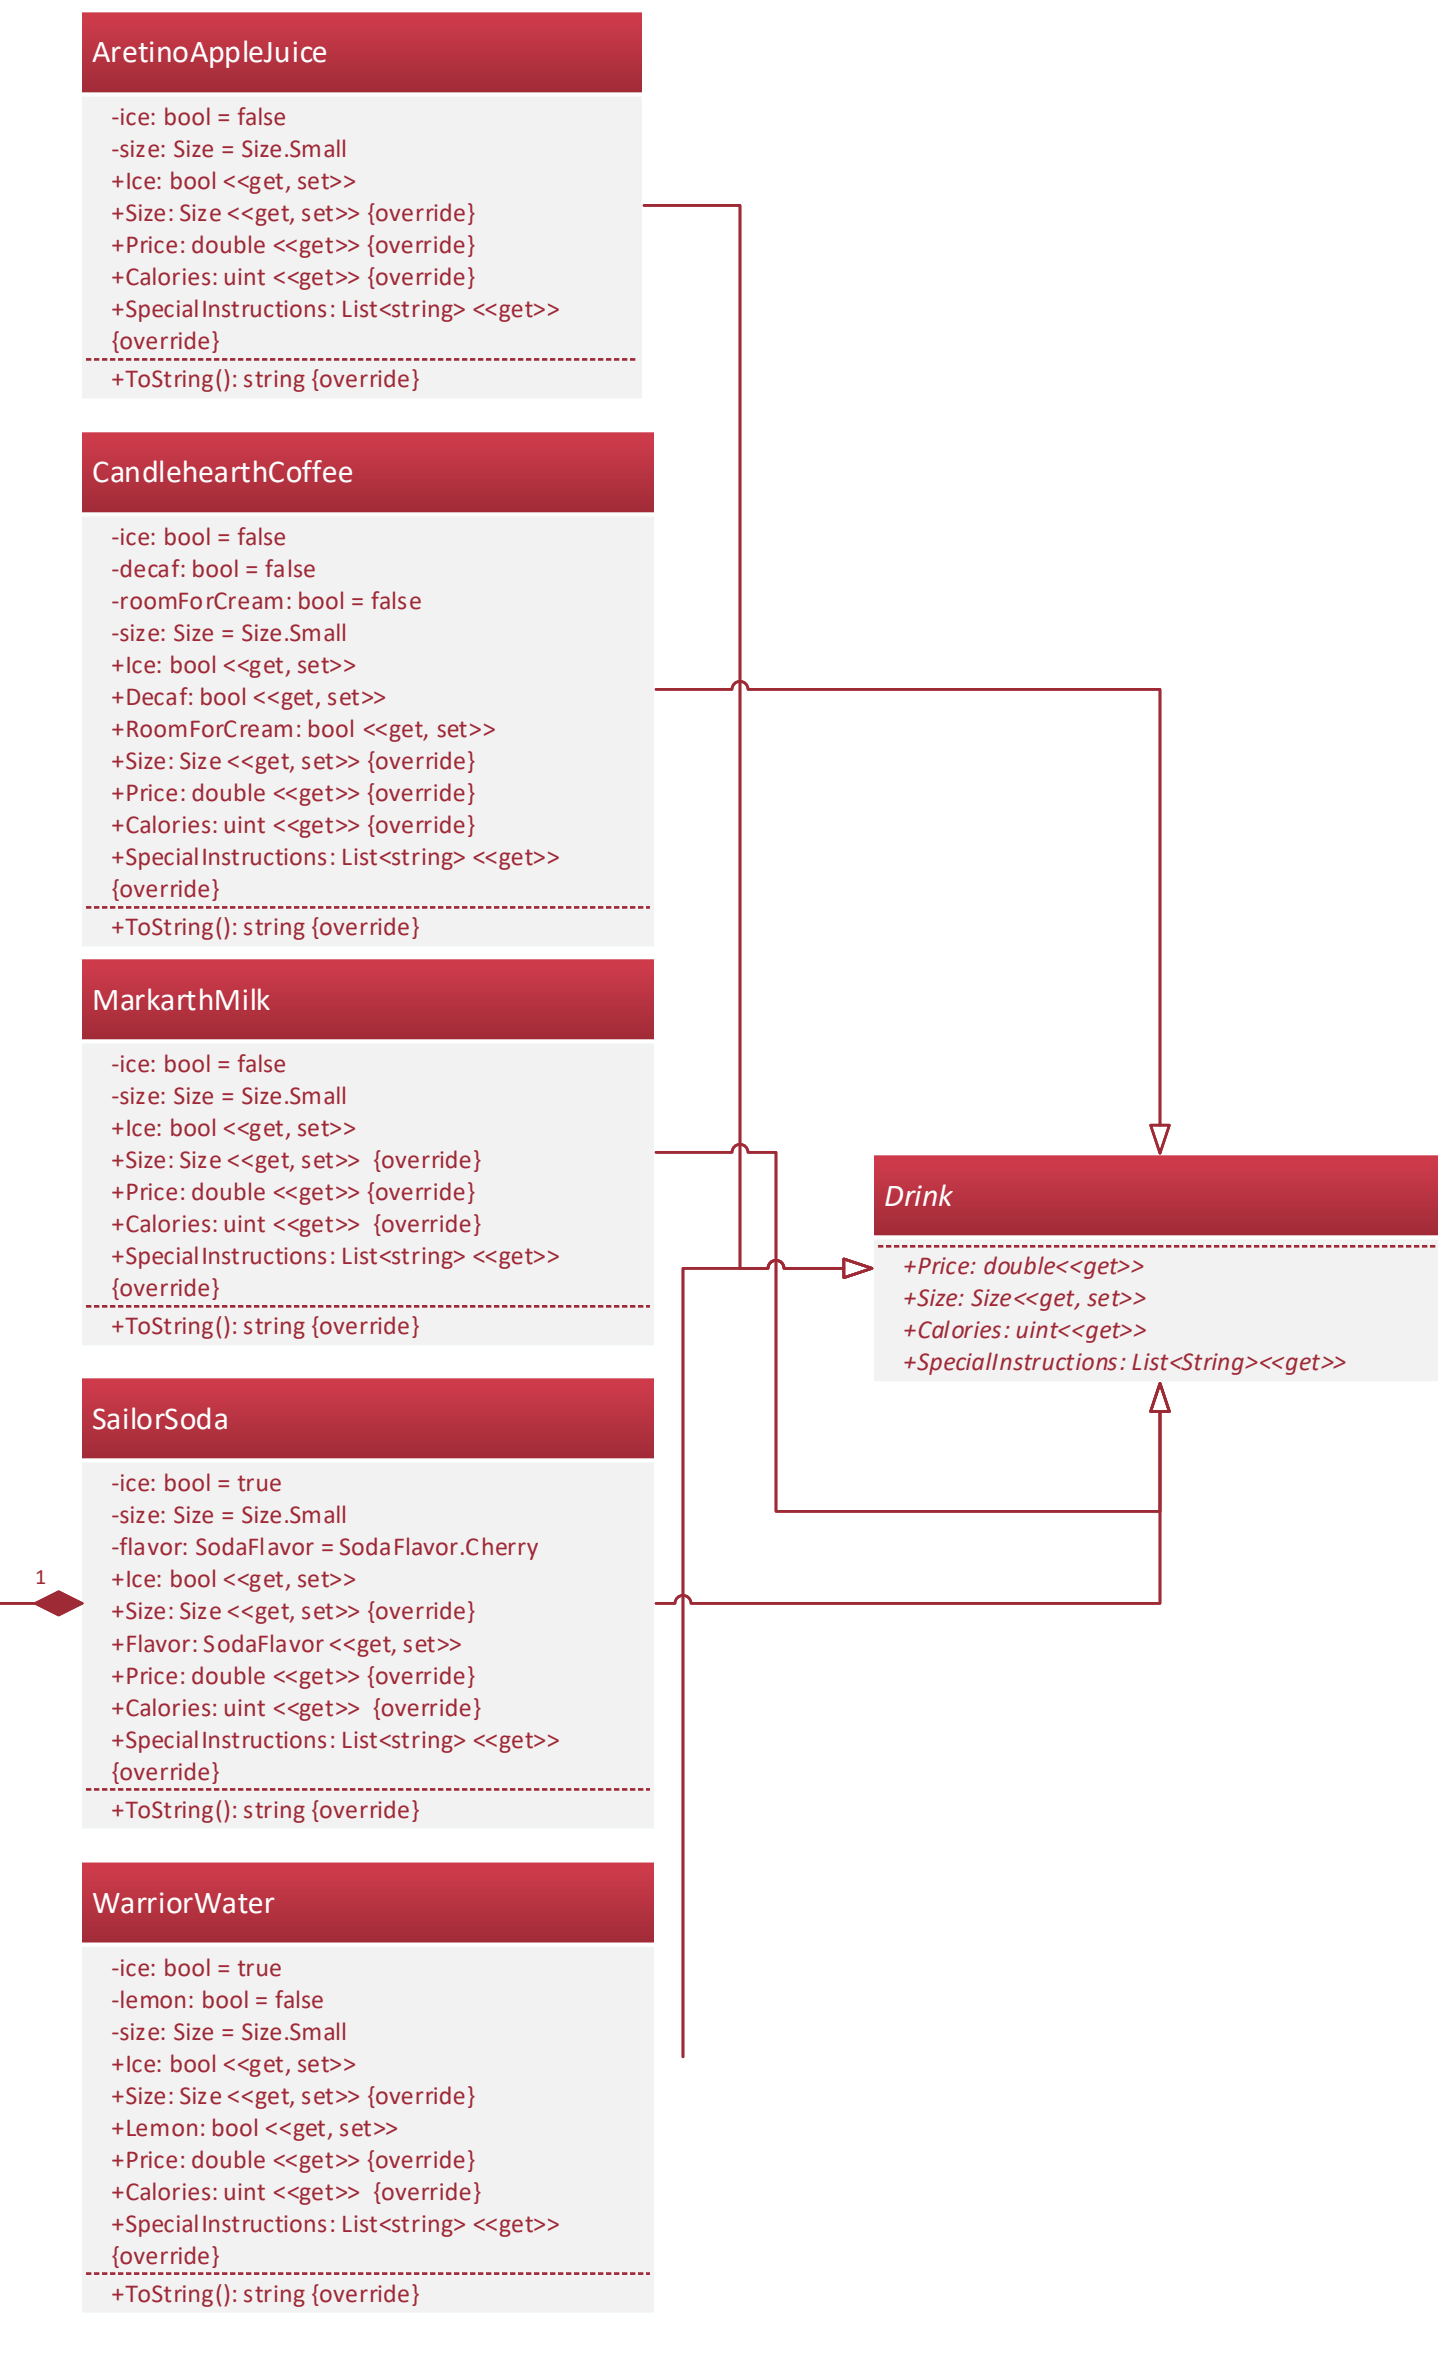 AretinoAppleJuice
-ice: bool = false
-size: Size = Size.Small
+Ice: bool <<get, set>>
+Size: Size <<get, set>> {override}
+Price: double <<get>> {override}
+Calories: uint <<get>> {override}
+SpecialInstructions: List<string> <<get>>
{override}
+ToString(): string {override}
CandlehearthCoffee
-ice: bool = false
-decaf: bool = false
-roomForCream: bool = false
-size: Size = Size.Small
+Ice: bool <<get, set>>
+Decaf: bool <<get, set>>
+RoomForCream: bool <<get, set>>
+Size: Size <<get, set>> {override}
+Price: double <<get>> {override}
+Calories: uint <<get>> {override}
+SpecialInstructions: List<string> <<get>>
{override}
+ToString(): string {override}
MarkarthMilk
-ice: bool = false
-size: Size = Size.Small
+Ice: bool <<get, set>>
+Size: Size <<get, set>> {override}
+Price: double <<get>> {override}
+Calories: uint <<get>> {override}
+SpecialInstructions: List<string> <<get>>
{override}
+ToString(): string {override}
Drink
+Price: double<<get>>
+Size: Size<<get, set>>
+Calories: uint<<get>>
+SpecialInstructions: List<String><<get>>
SailorSoda
-ice: bool = true
-size: Size = Size.Small
-flavor: SodaFlavor = SodaFlavor.Cherry
+Ice: bool <<get, set>>
+Size: Size <<get, set>> {override}
+Flavor: SodaFlavor <<get, set>>
+Price: double <<get>> {override}
+Calories: uint <<get>> {override}
+SpecialInstructions: List<string> <<get>>
{override}
+ToString(): string {override}
1
WarriorWater
-ice: bool = true
-lemon: bool = false
-size: Size = Size.Small
+Ice: bool <<get, set>>
+Size: Size <<get, set>> {override}
+Lemon: bool <<get, set>>
+Price: double <<get>> {override}
+Calories: uint <<get>> {override}
+SpecialInstructions: List<string> <<get>>
{override}
+ToString(): string {override}